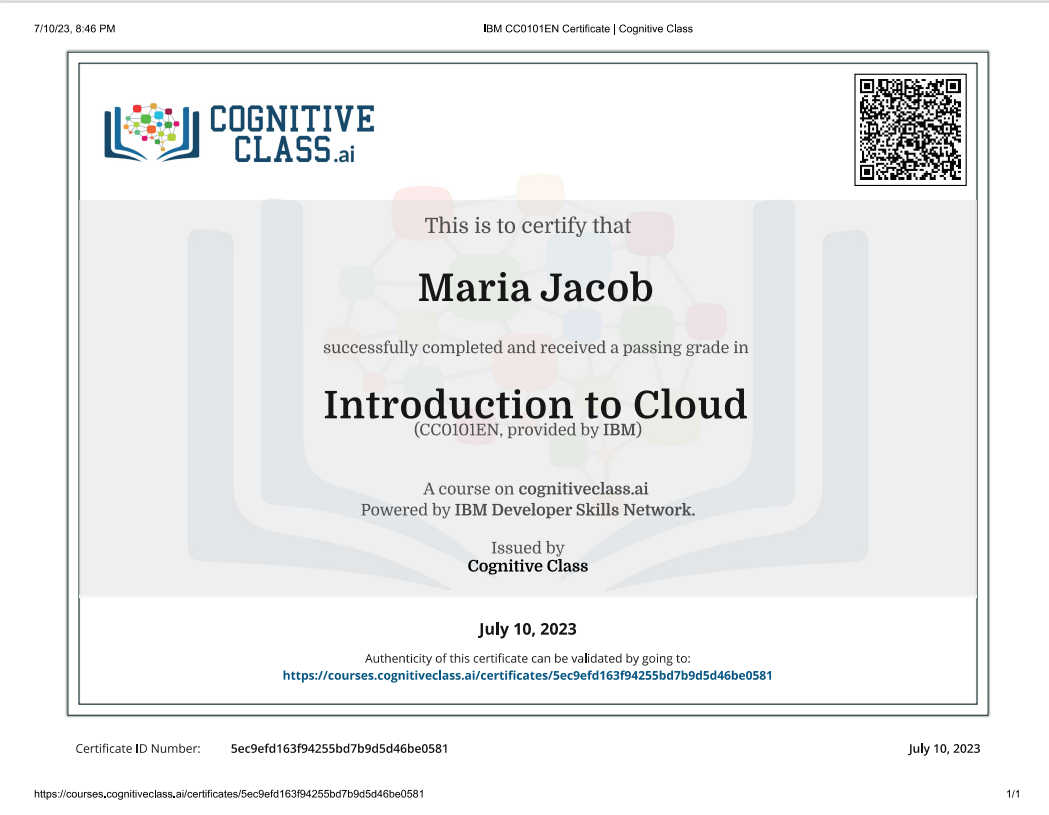 7/10/23, 8:46 PM IBM CC0101EN Certificate | Cognitive Class
COGNITIVE
CLASS.ai
This is to certify that
Maria Jacob
successfully completed and received a passing grade in
Introduction to Cloud
(CC0101EN, provided by IBM)
A course on cognitiveclass.ai
Powered by IBM Developer Skills Network.
Issued by
Cognitive Class
July 10, 2023
Authenticity of this certificate can be validated by going to:
https://courses.cognitiveclass.ai/certificates/5ec9efd163f94255bd7b9d5d46be0581
Certificate ID Number: 5ec9efd163f94255bd7b9d5d46be0581 July 10, 2023
https://courses.cognitiveclass.ai/certificates/5ec9efd163f94255bd7b9d5d46be0581 1/1